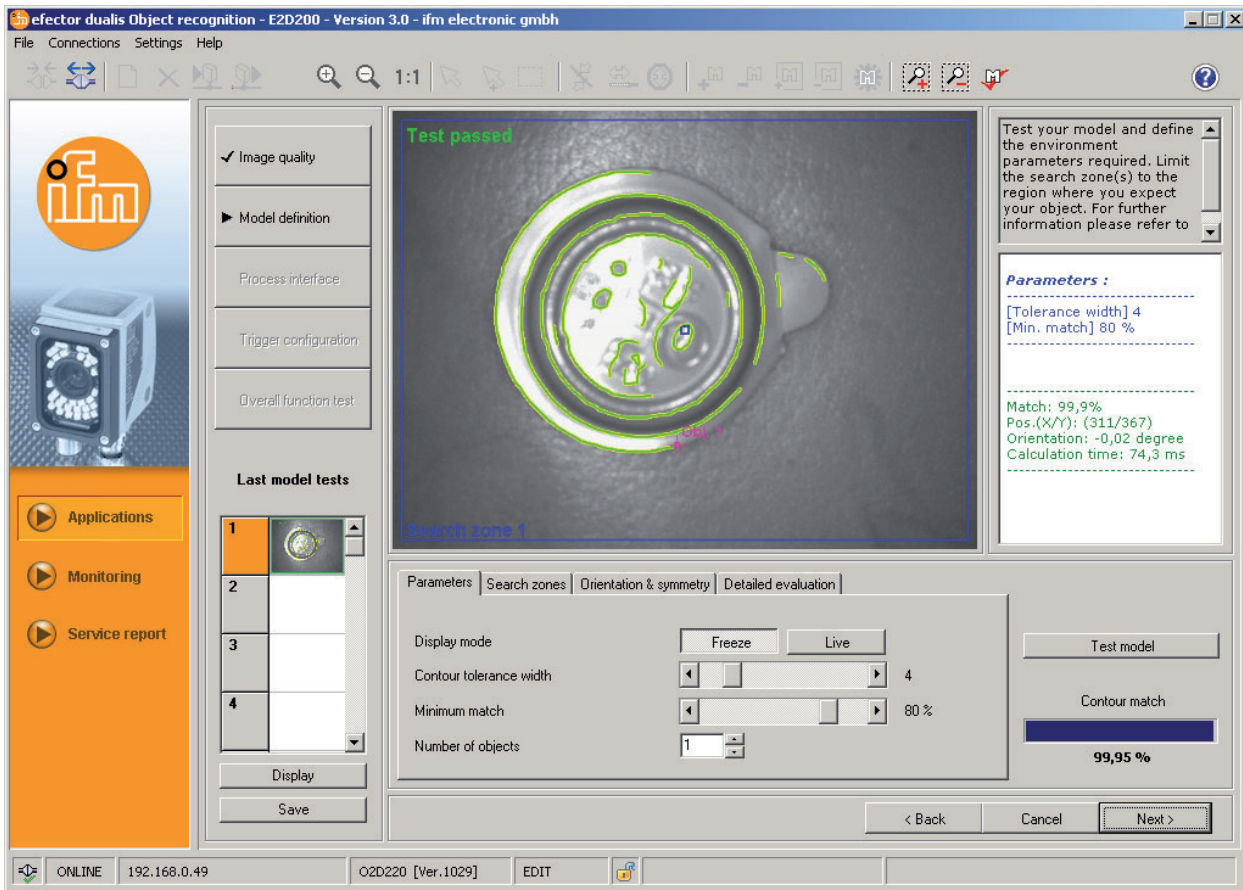 efector dualis Object recognition - E2D200 - Version 3.0 - ifm electronic gmbh
File Connections Settings Help
1:1
ifm
Image quality
Model definition
Process interface
Trigger configuration
Overall function test
Last model tests
1
2
3
4
Display
Save
Applications
Monitoring
Service report
Test passed
Obj. 1
Search zone 1
Test your model and define
the environment
parameters required. Limit
the search zone(s) to the
region where you expect
your object. For further
information please refer to
Parameters :
[Tolerance width] 4
[Min. match] 80 %
Match: 99,9%
Pos.(X/Y): (311/367)
Orientation: -0,02 degree
Calculation time: 74,3 ms
Parameters Search zones Orientation & symmetry Detailed evaluation
Display mode Freeze Live
Contour tolerance width 4
Minimum match 80 %
Number of objects 1
Test model
Contour match
99,95 %
< Back Cancel Next >
ONLINE 192.168.0.49 O2D220 [Ver.1029] EDIT